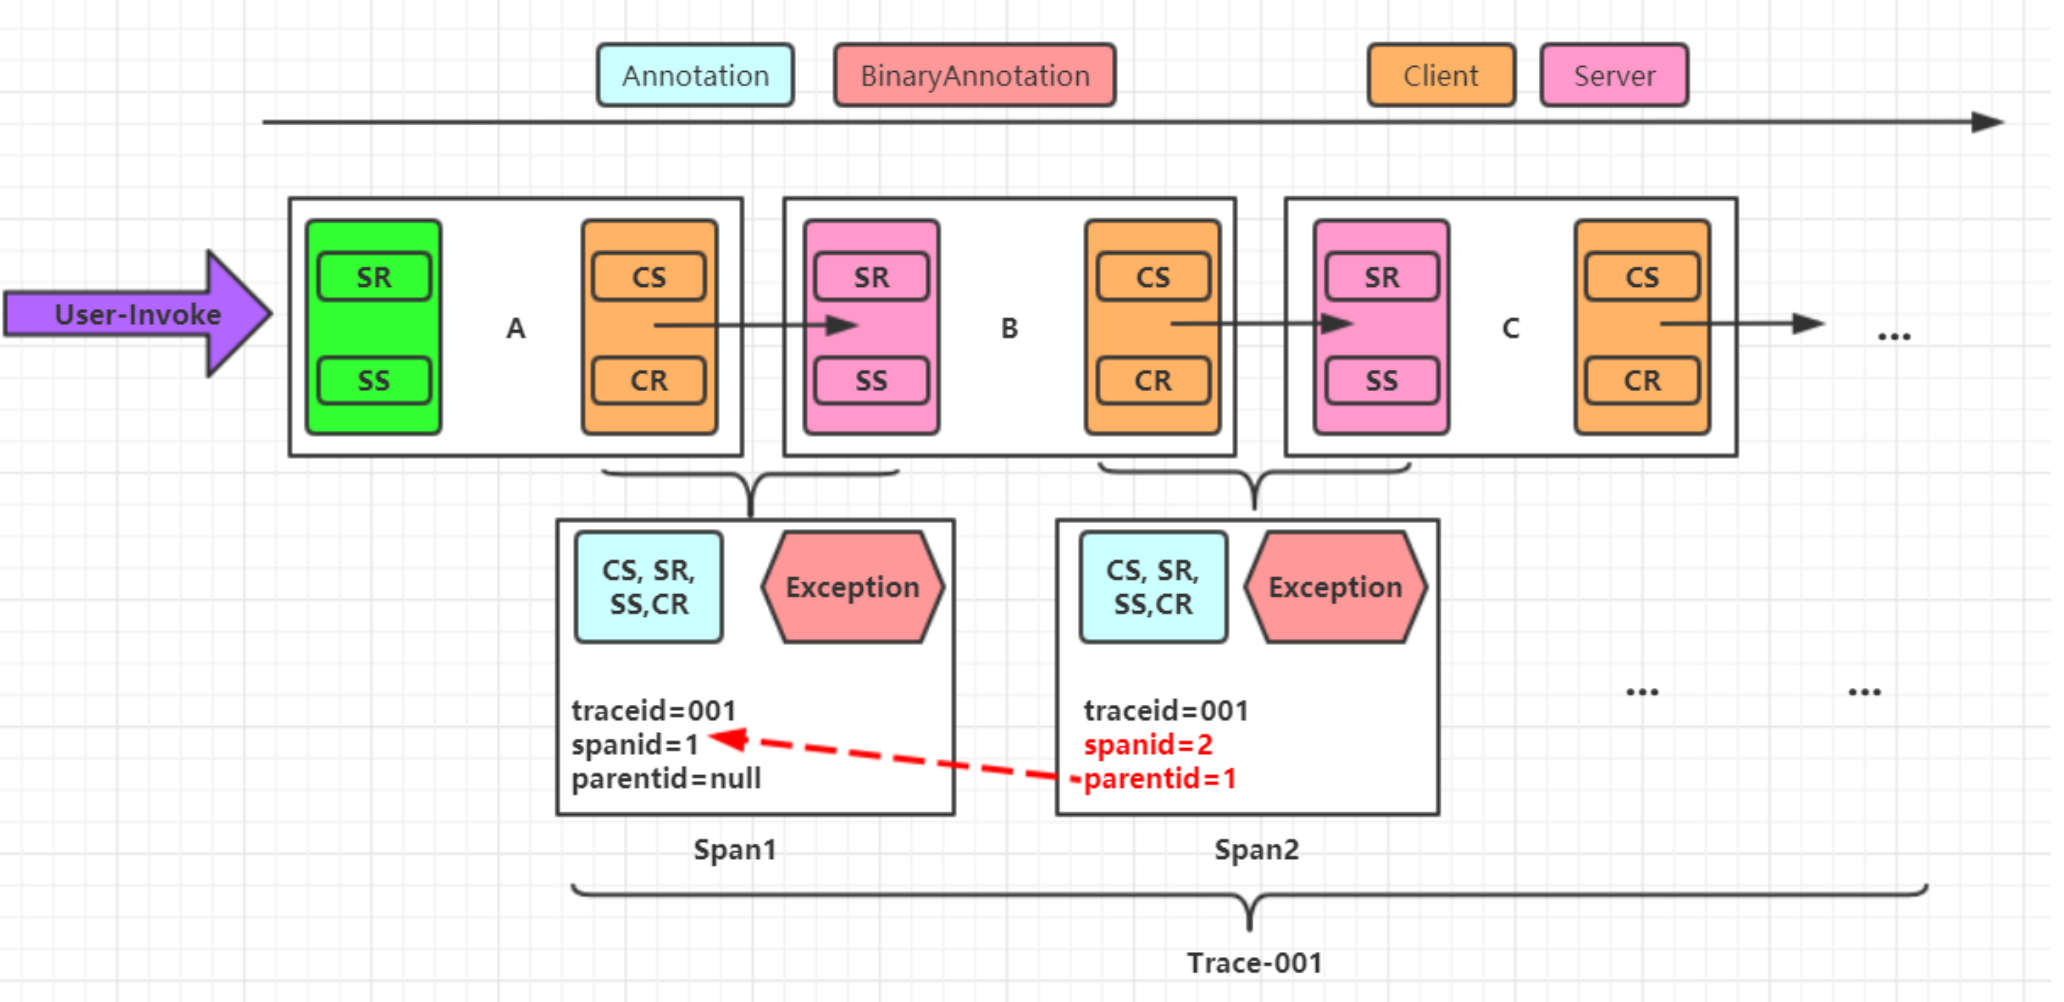 Annotation
BinaryAnnotation
Client
Server
User-Invoke
SR
SS
A
CS
CR
SR
SS
B
CS
CR
SR
SS
C
CS
CR
...
CS, SR,
SS,CR
Exception
traceid=001
spanid=1
parentid=null
Span1
CS, SR,
SS,CR
Exception
traceid=001
spanid=2
parentid=1
Span2
...
...
Trace-001